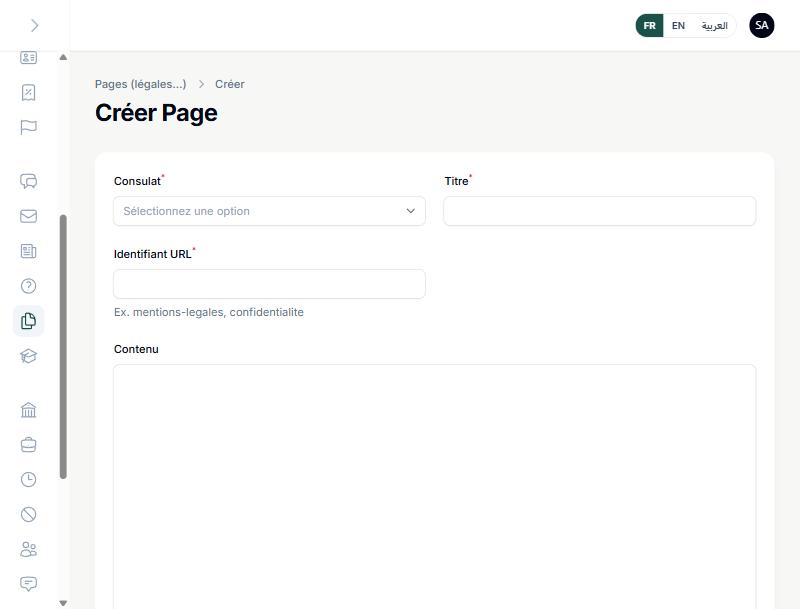 FR EN العربية SA
Pages (légales...) Créer
Créer Page
Consulat* Titre*
Sélectionnez une option
Identifiant URL*
Ex. mentions-legales, confidentialite
Contenu